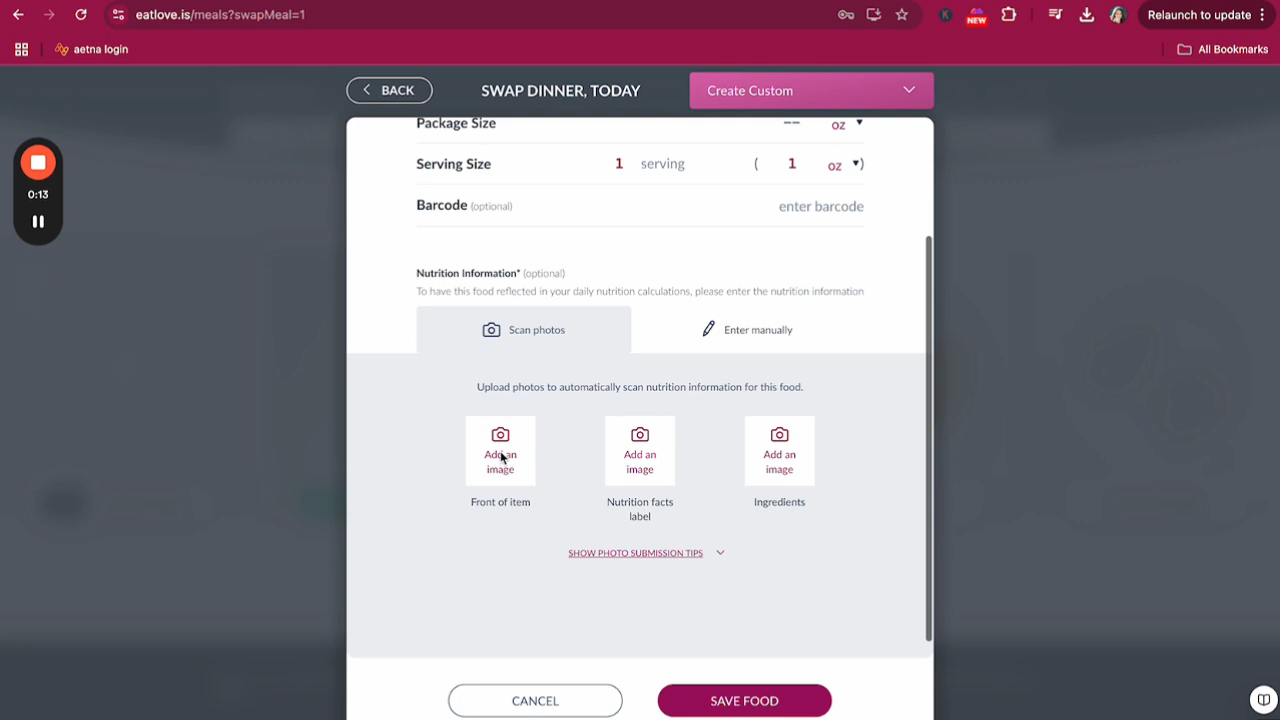 eatlove.is/meals?swapMeal=1
NEW
Relaunch to update
aetna login
All Bookmarks
BACK
SWAP DINNER, TODAY
Create Custom
Package Size -- oz
0:13
Serving Size 1 serving ( 1 oz )
Barcode (optional) enter barcode
Nutrition Information* (optional)
To have this food reflected in your daily nutrition calculations, please enter the nutrition information
Scan photos
Enter manually
Upload photos to automatically scan nutrition information for this food.
Add an
image
Front of item
Add an
image
Nutrition facts
label
Add an
image
Ingredients
SHOW PHOTO SUBMISSION TIPS
CANCEL
SAVE FOOD